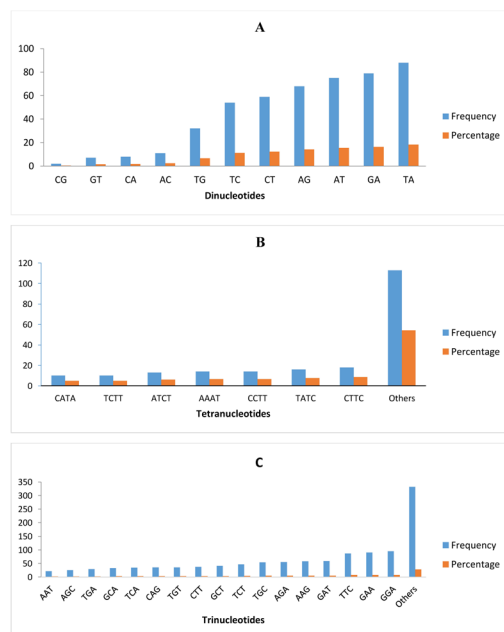 A
100
80
60
40
20
0
CG GT CA AC TG TC CT AG AT GA TA
Dinucleotides
Frequency
Percentage
B
120
100
80
60
40
20
0
CATA TCTT ATCT AAAT CCTT TATC CTTC Others
Tetranucleotides
Frequency
Percentage
C
350
300
250
200
150
100
50
0
AAT AGC TGA GCA TCA CAG TGT CTT GCT TCT TGC AGA AAG GAT TTC GAA GGA Others
Trinucleotides
Frequency
Percentage